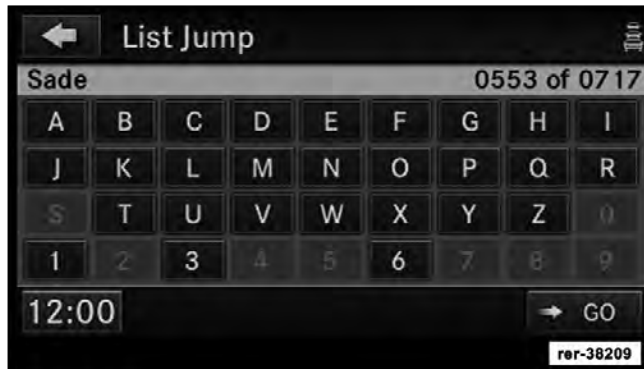 List Jump
Sade 0553 of 0717
A B C D E F G H I
J K L M N O P Q R
S T U V W X Y Z 0
1 2 3 4 5 6 7 8 9
12:00 GO
rer-38209